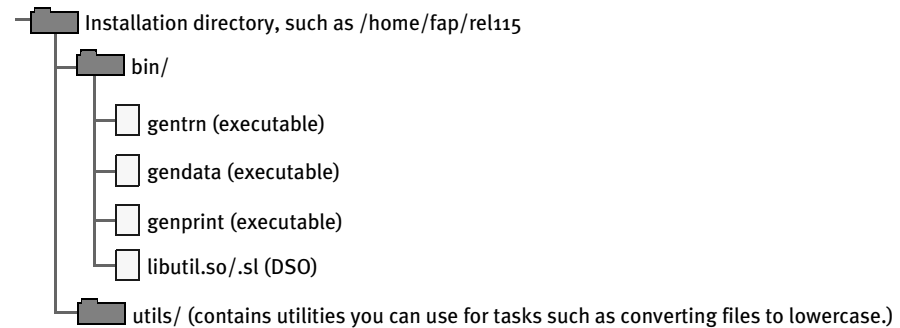 Installation directory, such as /home/fap/rel115
bin/
gentrn (executable)
gendata (executable)
genprint (executable)
libutil.so/.sl (DSO)
utils/ (contains utilities you can use for tasks such as converting files to lowercase.)